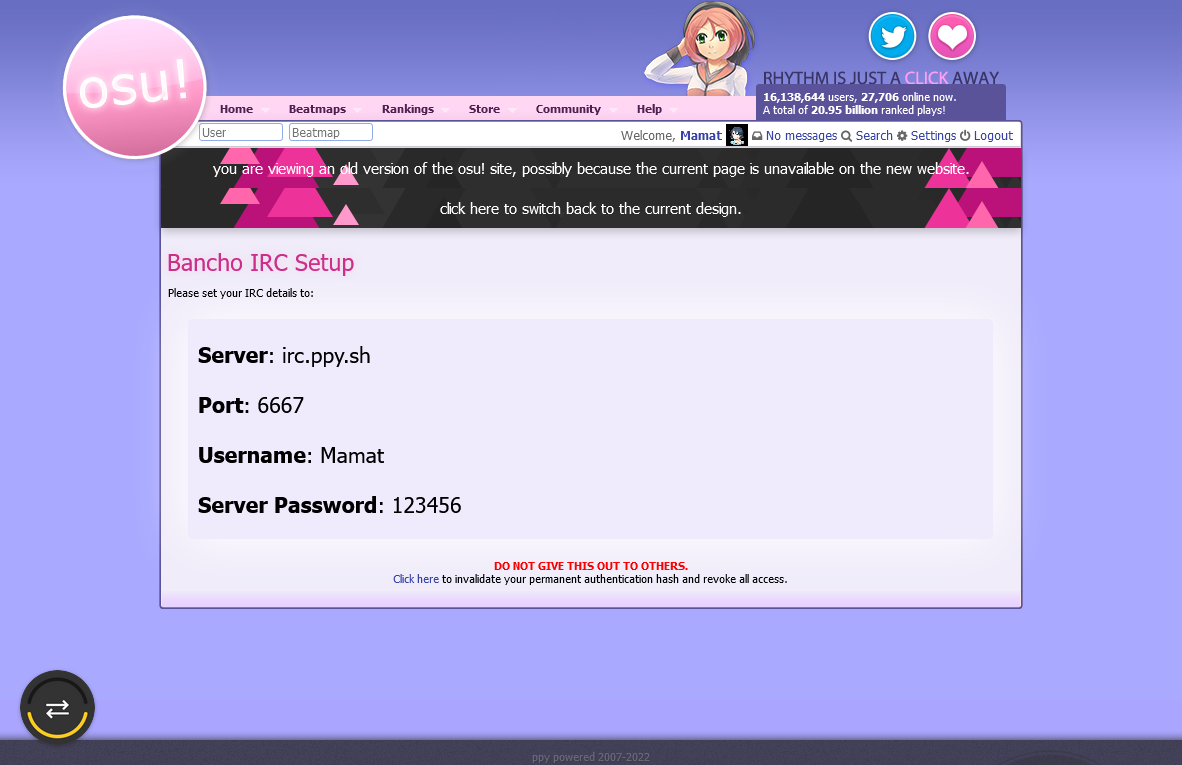 osu!
RHYTHM IS JUST A CLICK AWAY
Home Beatmaps Rankings Store Community Help
16,138,644 users, 27,706 online now.
A total of 20.95 billion ranked plays!
User Beatmap Welcome, Mamat No messages Search Settings Logout
you are viewing an old version of the osu! site, possibly because the current page is unavailable on the new website.
click here to switch back to the current design.
Bancho IRC Setup
Please set your IRC details to:
Server: irc.ppy.sh
Port: 6667
Username: Mamat
Server Password: 123456
DO NOT GIVE THIS OUT TO OTHERS.
Click here to invalidate your permanent authentication hash and revoke all access.
ppy powered 2007-2022